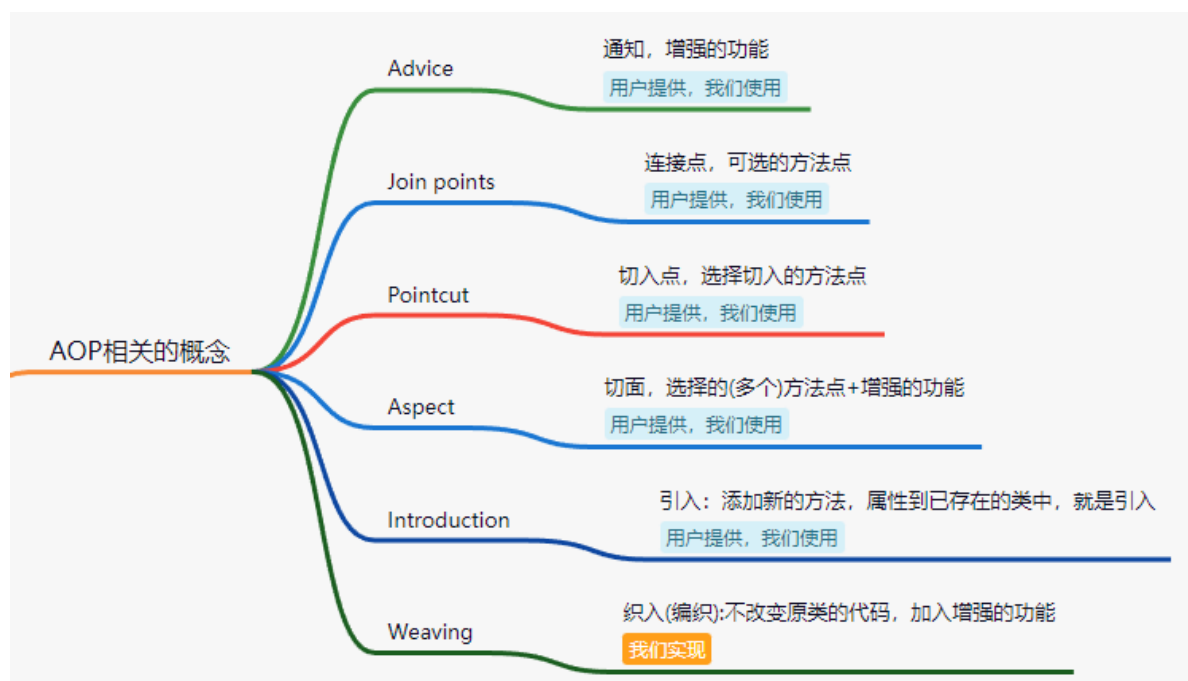 通知，增强的功能
Advice
用户提供，我们使用
连接点，可选的方法点
Join points
用户提供，我们使用
切入点，选择切入的方法点
Pointcut
用户提供，我们使用
AOP相关的概念
切面，选择的(多个)方法点+增强的功能
Aspect
用户提供，我们使用
引入：添加新的方法，属性到已存在的类中，就是引入
Introduction
用户提供，我们使用
织入(编织):不改变原类的代码，加入增强的功能
Weaving
我们实现